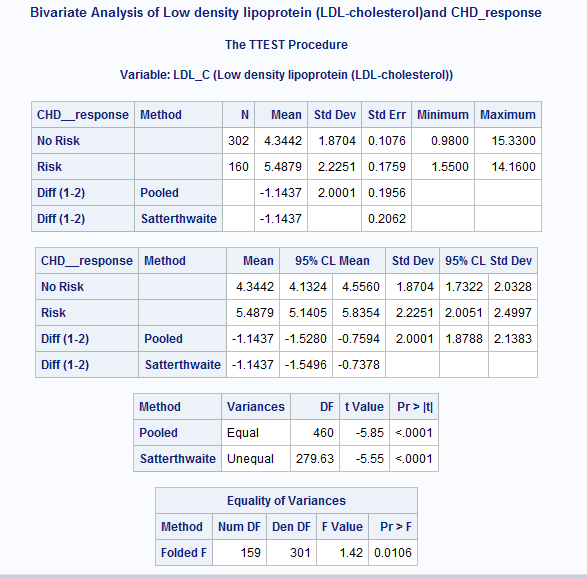 Bivariate Analysis of Low density lipoprotein (LDL-cholesterol)and CHD_response
The TTEST Procedure
Variable: LDL_C (Low density lipoprotein (LDL-cholesterol))
CHD__response Method N Mean Std Dev Std Err Minimum Maximum
No Risk 302 4.3442 1.8704 0.1076 0.9800 15.3300
Risk 160 5.4879 2.2251 0.1759 1.5500 14.1600
Diff (1-2) Pooled -1.1437 2.0001 0.1956
Diff (1-2) Satterthwaite -1.1437 0.2062
CHD__response Method Mean 95% CL Mean Std Dev 95% CL Std Dev
No Risk 4.3442 4.1324 4.5560 1.8704 1.7322 2.0328
Risk 5.4879 5.1405 5.8354 2.2251 2.0051 2.4997
Diff (1-2) Pooled -1.1437 -1.5280 -0.7594 2.0001 1.8788 2.1383
Diff (1-2) Satterthwaite -1.1437 -1.5496 -0.7378
Method Variances DF t Value Pr > |t|
Pooled Equal 460 -5.85 <.0001
Satterthwaite Unequal 279.63 -5.55 <.0001
Equality of Variances
Method Num DF Den DF F Value Pr > F
Folded F 159 301 1.42 0.0106